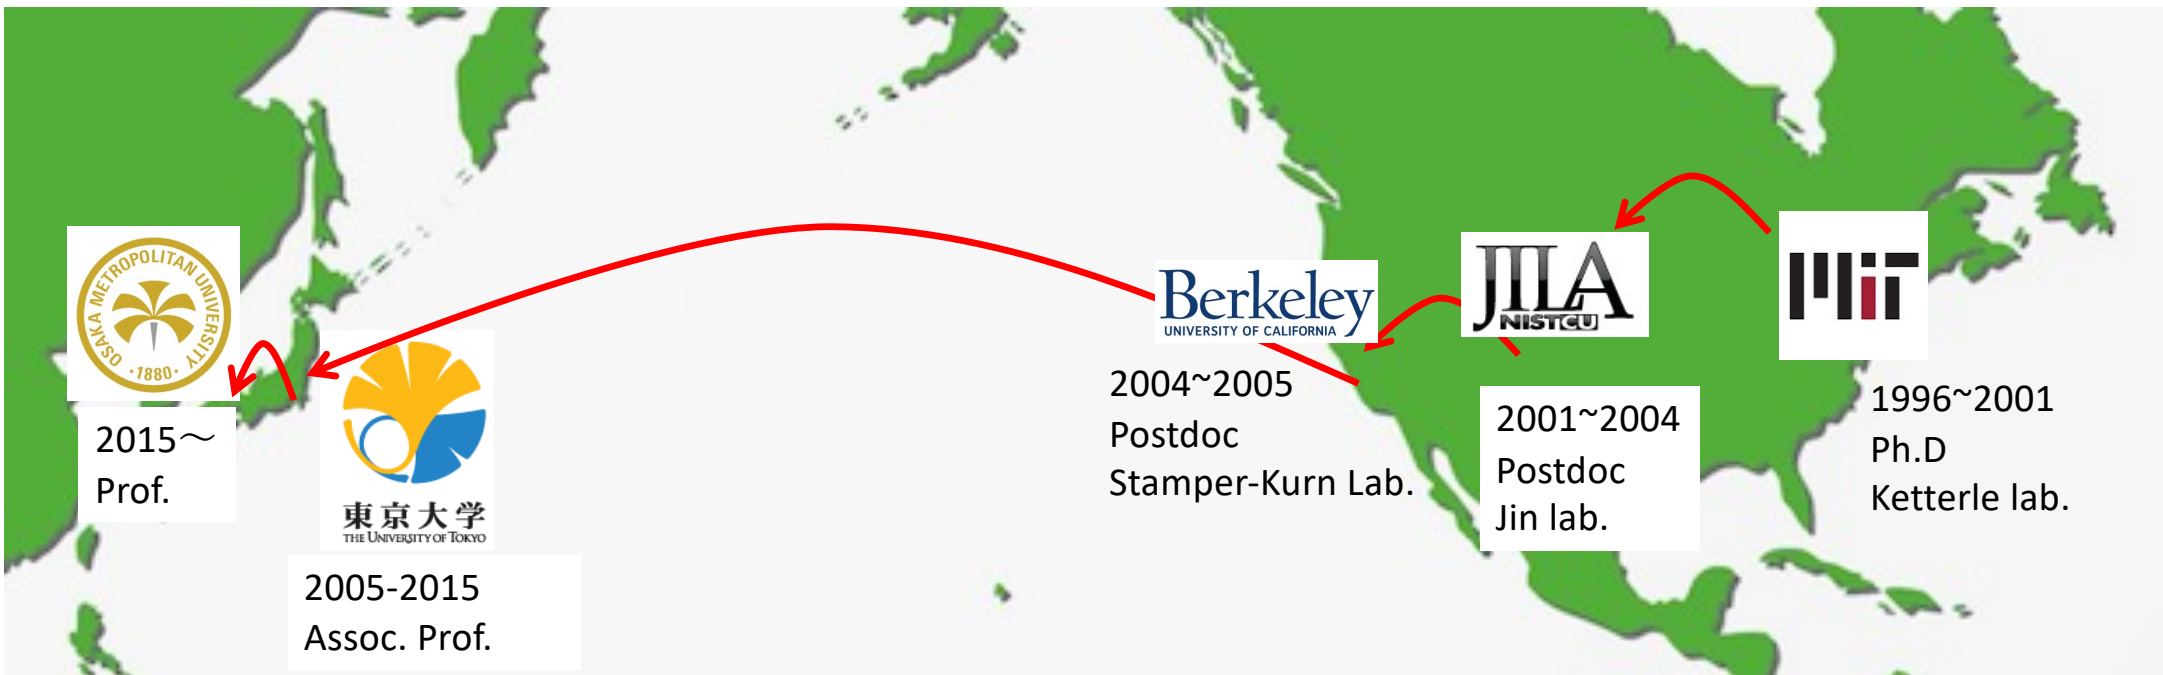 OSAKA METROPOLITAN UNIVERSITY
·1880·
2015～
Prof.
東京大学
THE UNIVERSITY OF TOKYO
2005-2015
Assoc. Prof.
Berkeley
UNIVERSITY OF CALIFORNIA
2004~2005
Postdoc
Stamper-Kurn Lab.
JILA
NIST CU
2001~2004
Postdoc
Jin lab.
MIT
1996~2001
Ph.D
Ketterle lab.